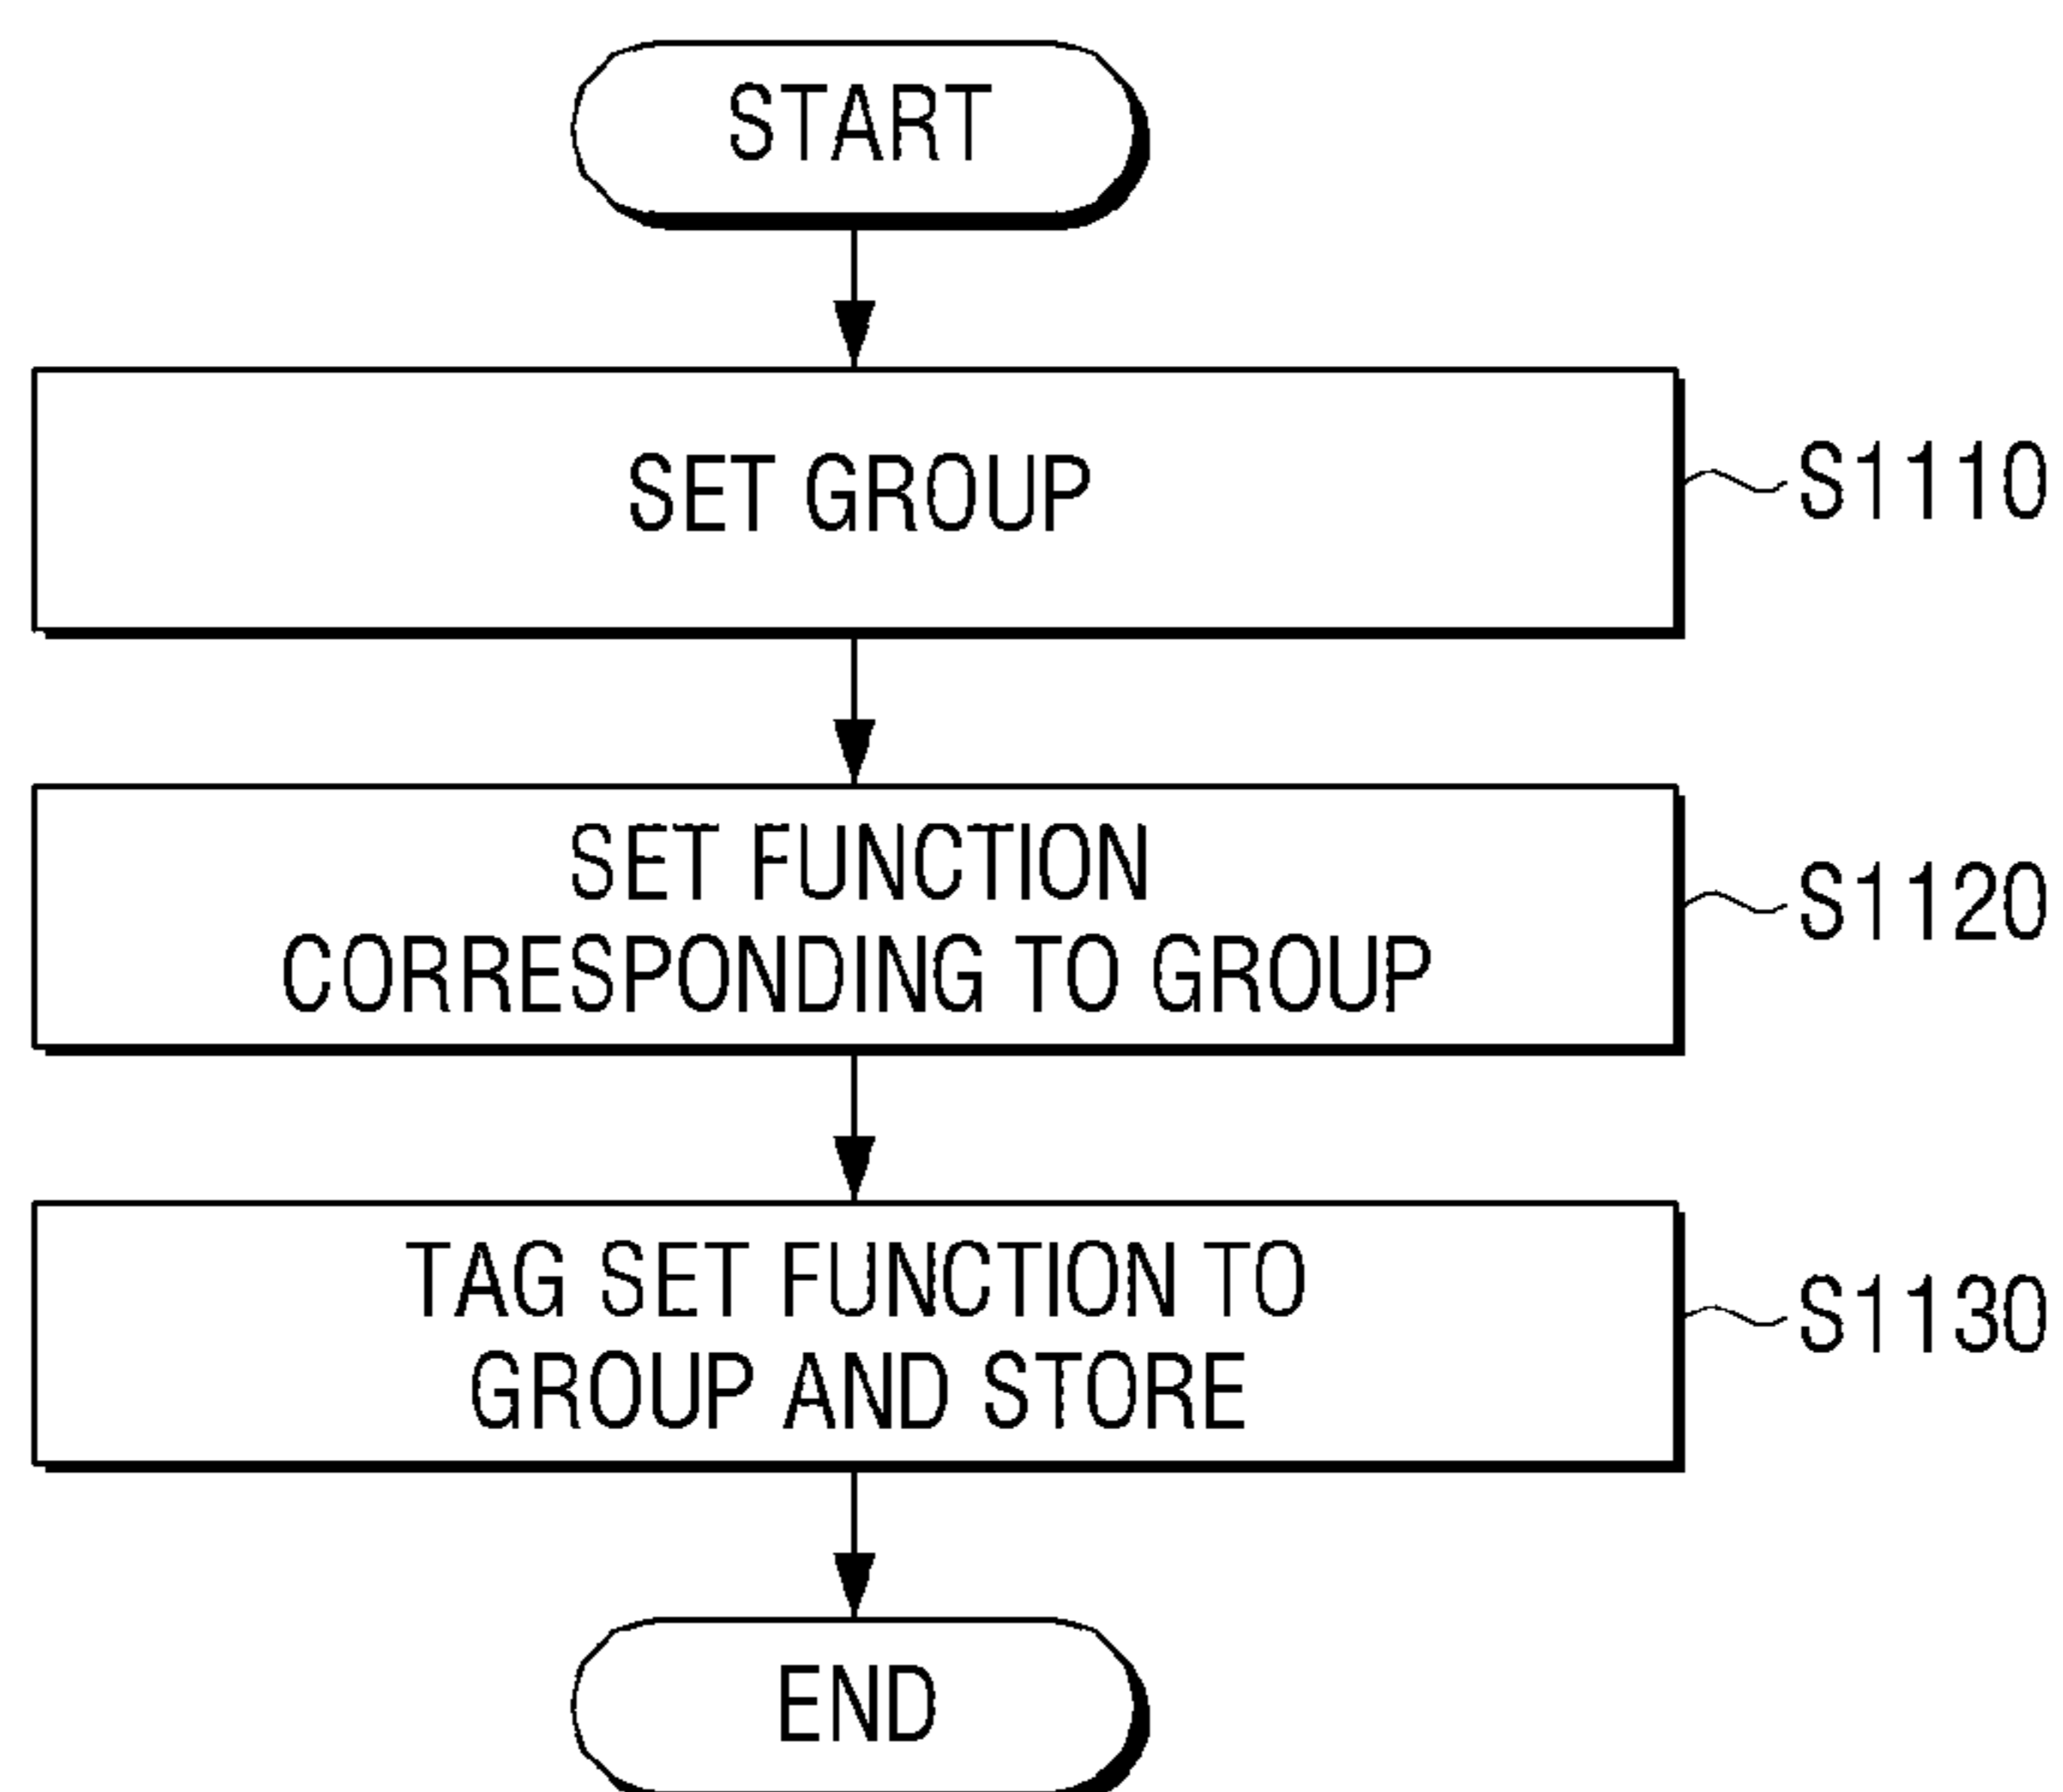 START
SET GROUP
S1110
SET FUNCTION
CORRESPONDING TO GROUP
S1120
TAG SET FUNCTION TO
GROUP AND STORE
S1130
END